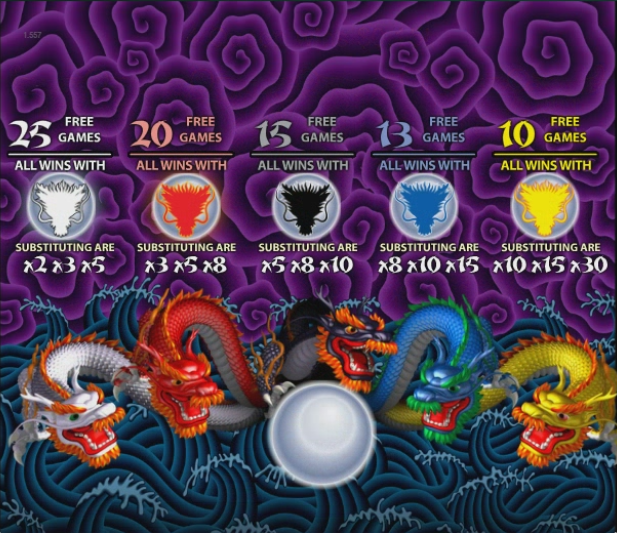 1.557
25 FREE GAMES
ALL WINS WITH
SUBSTITUTING ARE
x2 x3 x5
20 FREE GAMES
ALL WINS WITH
SUBSTITUTING ARE
x3 x5 x8
15 FREE GAMES
ALL WINS WITH
SUBSTITUTING ARE
x5 x8 x10
13 FREE GAMES
ALL WINS WITH
SUBSTITUTING ARE
x8 x10 x15
10 FREE GAMES
ALL WINS WITH
SUBSTITUTING ARE
x10 x15 x30